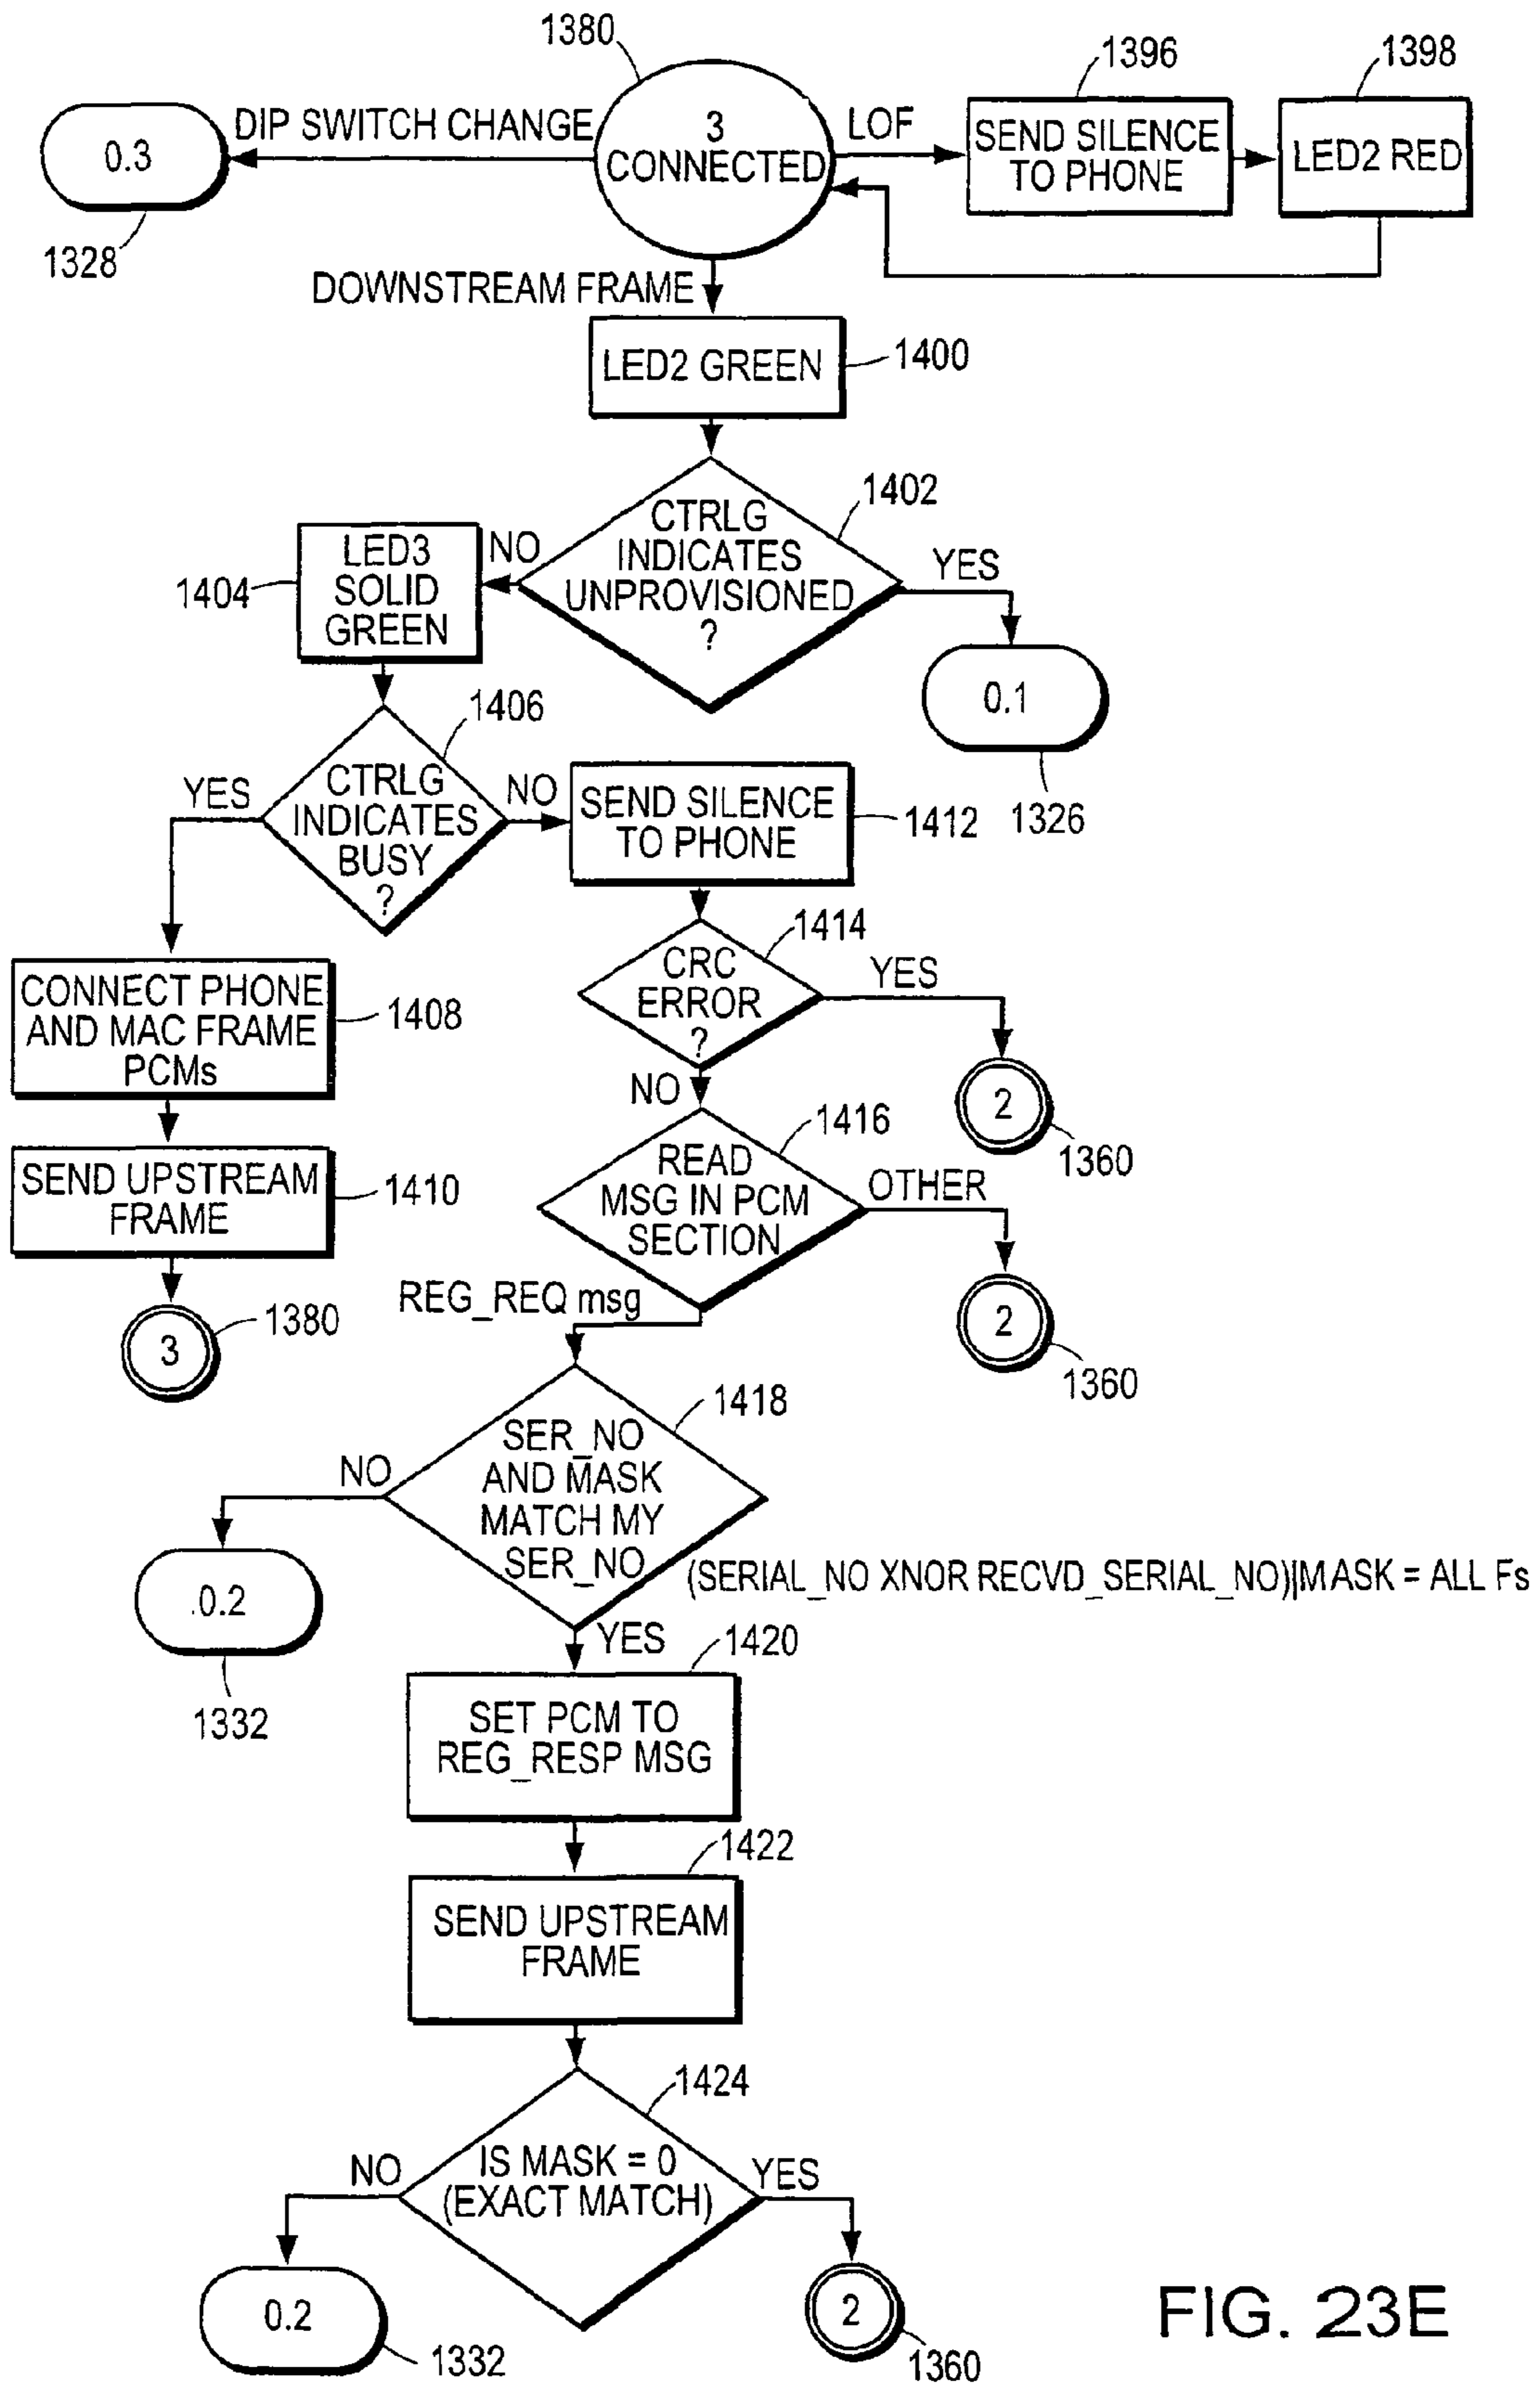 1380
1396
1398
DIP SWITCH CHANGE
0.3
3
CONNECTED
LOF
SEND SILENCE
TO PHONE
LED2 RED
1328
DOWNSTREAM FRAME
LED2 GREEN
1400
1402
CTRLG
INDICATES
UNPROVISIONED
?
NO
YES
LED3
SOLID
GREEN
1404
0.1
1326
1406
CTRLG
INDICATES
BUSY
?
YES
NO
SEND SILENCE
TO PHONE
1412
1414
CRC
ERROR
?
YES
NO
2
1360
CONNECT PHONE
AND MAC FRAME
PCMs
1408
SEND UPSTREAM
FRAME
1410
3
1380
1416
READ
MSG IN PCM
SECTION
OTHER
2
1360
REG_REQ msg
1418
SER_NO
AND MASK
MATCH MY
SER_NO
NO
.0.2
1332
(SERIAL_NO XNOR RECVD_SERIAL_NO)|MASK = ALL Fs
YES
1420
SET PCM TO
REG_RESP MSG
1422
SEND UPSTREAM
FRAME
1424
IS MASK = 0
(EXACT MATCH)
NO
YES
0.2
1332
2
1360
FIG. 23E